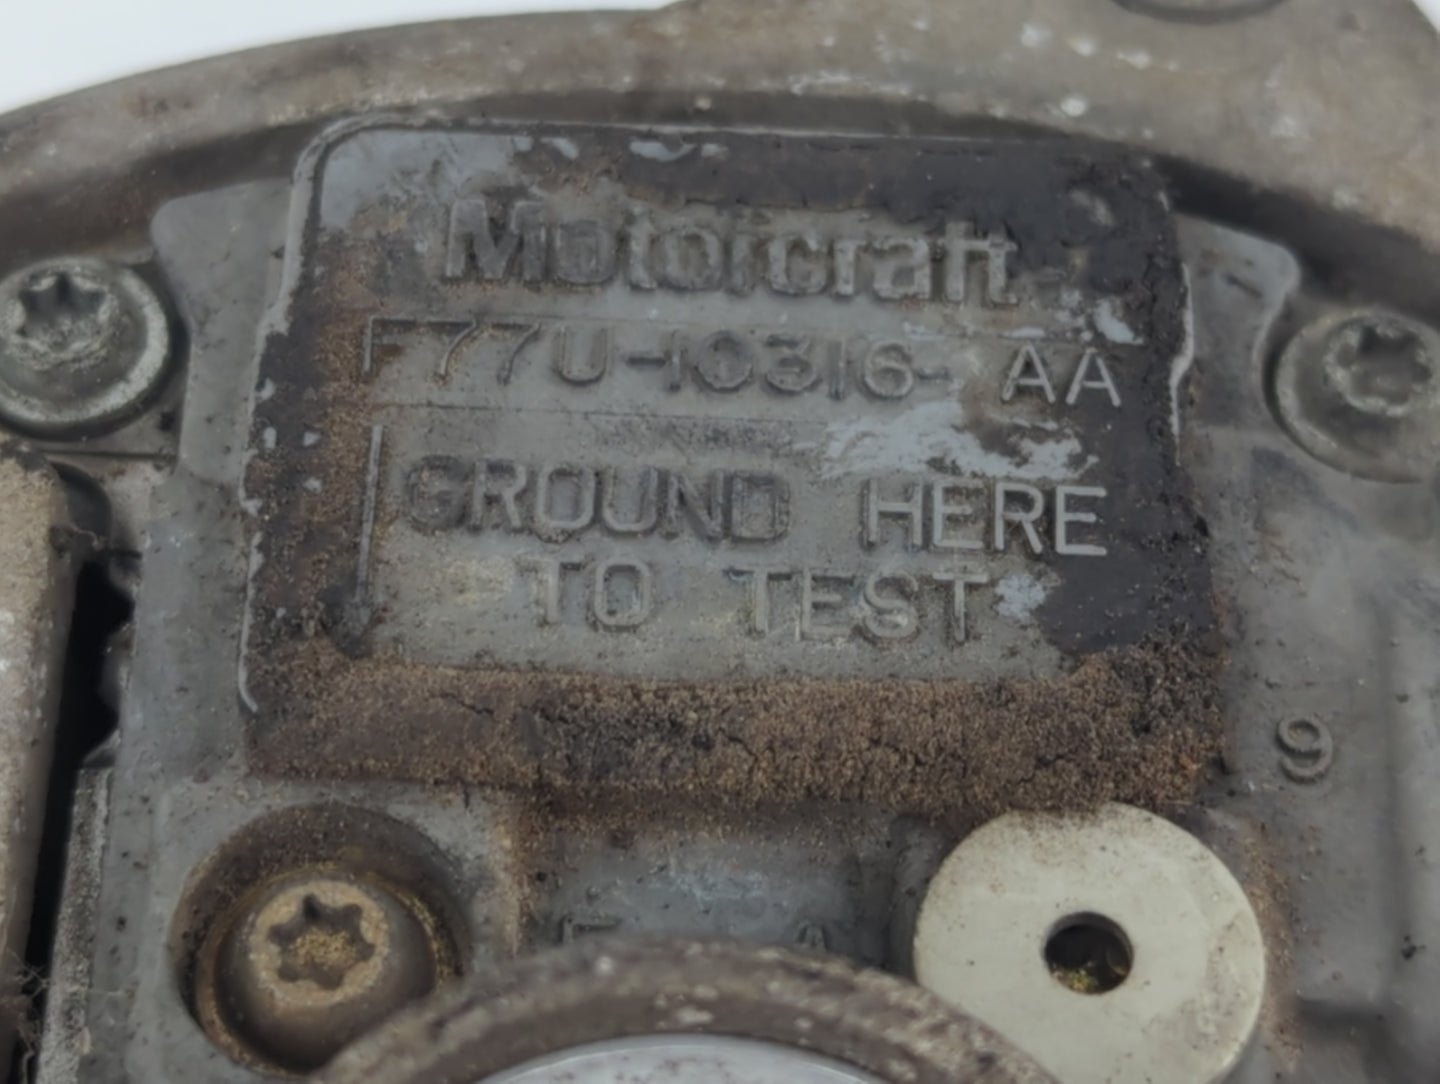 Motorcraft
F77U-10316- AA
GROUND HERE
TO TEST
9